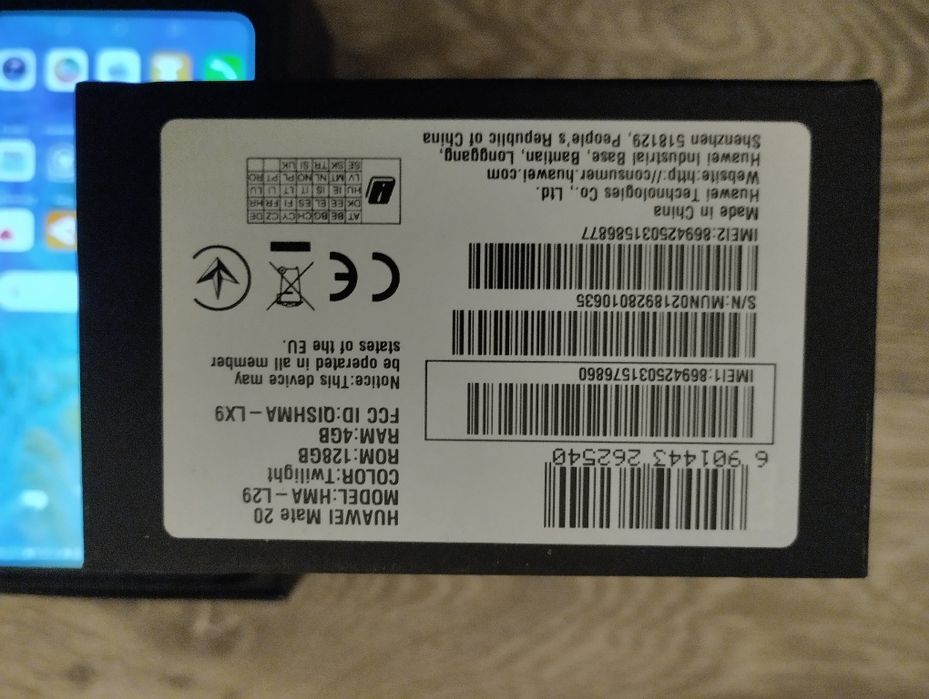 HUAWEI Mate 20
MODEL:HMA-L29
COLOR:Twilight
ROM:128GB
RAM:4GB
FCC ID:QISHMA-LX9
Notice:This device may
be operated in all member
states of the EU.
CE
AT BE BG CH CY CZ DE
DK EE EL ES FI FR HR
HU IE IS IT LT LI LU
LV MT NL NO PL PT RO
SE SK TR SI UK
6 901443 262540
IMEI1:869425031576860
S/N:MUN0218928010635
IMEI2:869425031586877
Made in China
Huawei Technologies Co., Ltd.
Website:http:/consumer.huawei.com
Huawei Industrial Base, Bantian, Longgang,
Shenzhen 518129, People's Republic of China